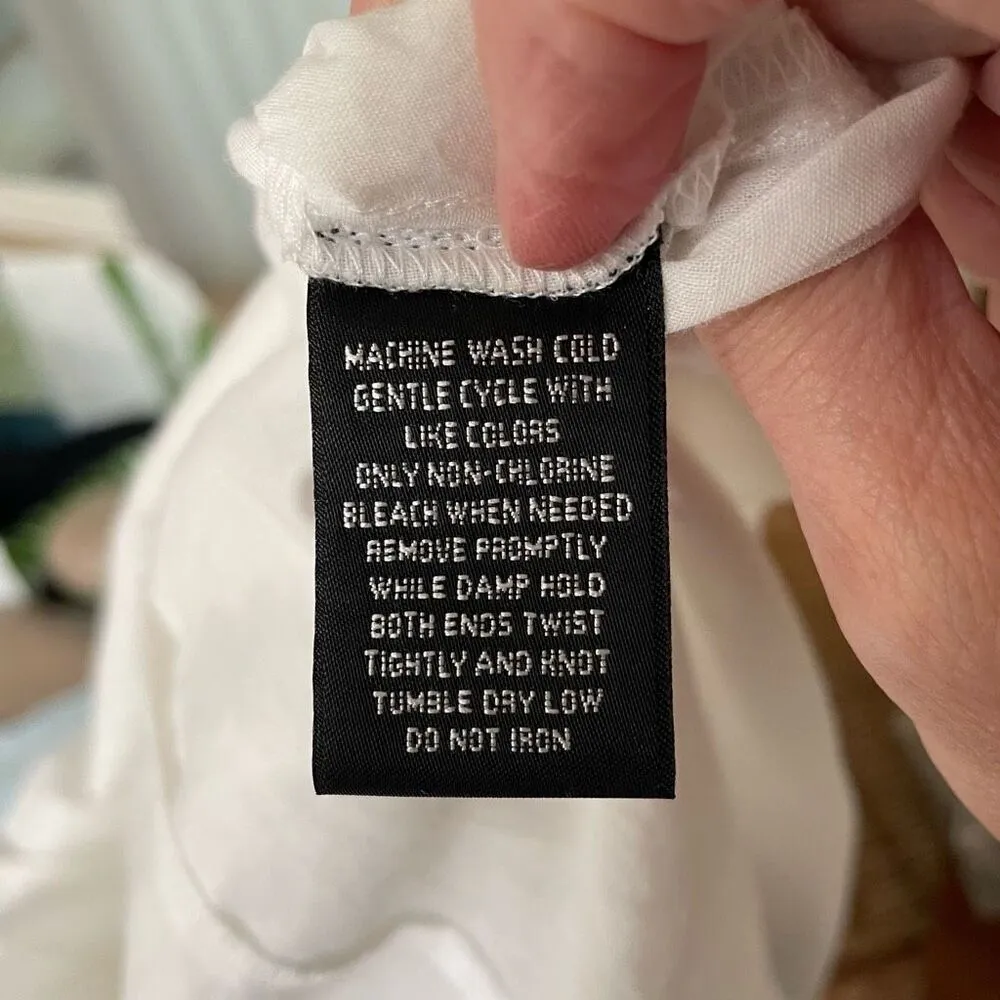 MACHINE WASH COLD
GENTLE CYCLE WITH
LIKE COLORS
ONLY NON-CHLORINE
BLEACH WHEN NEEDED
REMOVE PROMPTLY
WHILE DAMP HOLD
BOTH ENDS TWIST
TIGHTLY AND KNOT
TUMBLE DRY LOW
DO NOT IRON